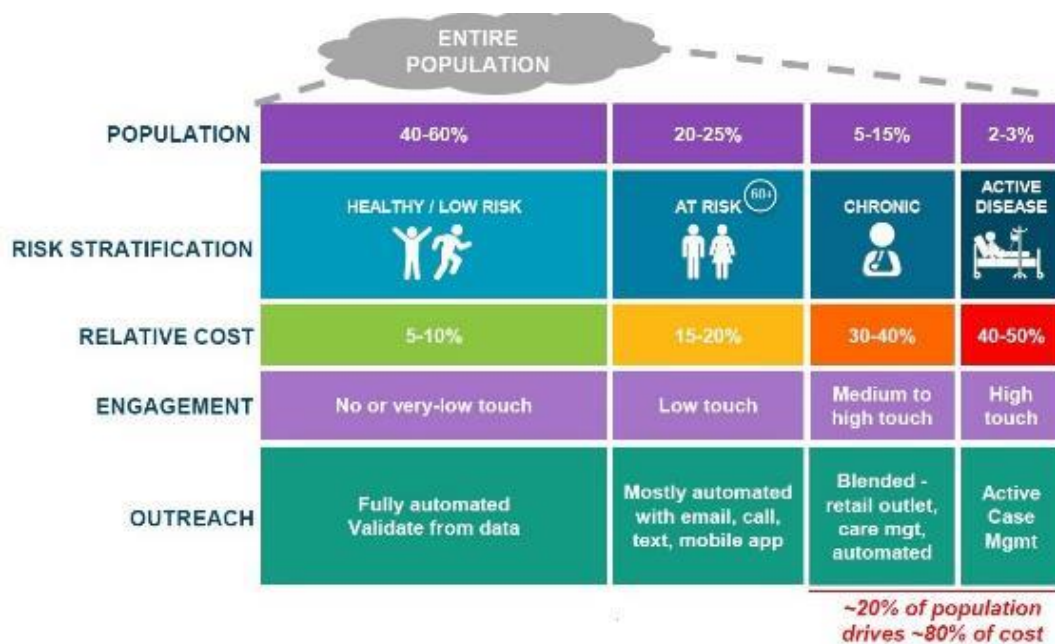 ENTIRE
POPULATION
POPULATION
40-60%
20-25%
5-15%
2-3%
RISK STRATIFICATION
HEALTHY / LOW RISK
AT RISK
60+
CHRONIC
ACTIVE
DISEASE
RELATIVE COST
5-10%
15-20%
30-40%
40-50%
ENGAGEMENT
No or very-low touch
Low touch
Medium to
high touch
High
touch
OUTREACH
Fully automated
Validate from data
Mostly automated
with email, call,
text, mobile app
Blended -
retail outlet,
care mgt,
automated
Active
Case
Mgmt
~20% of population
drives ~80% of cost